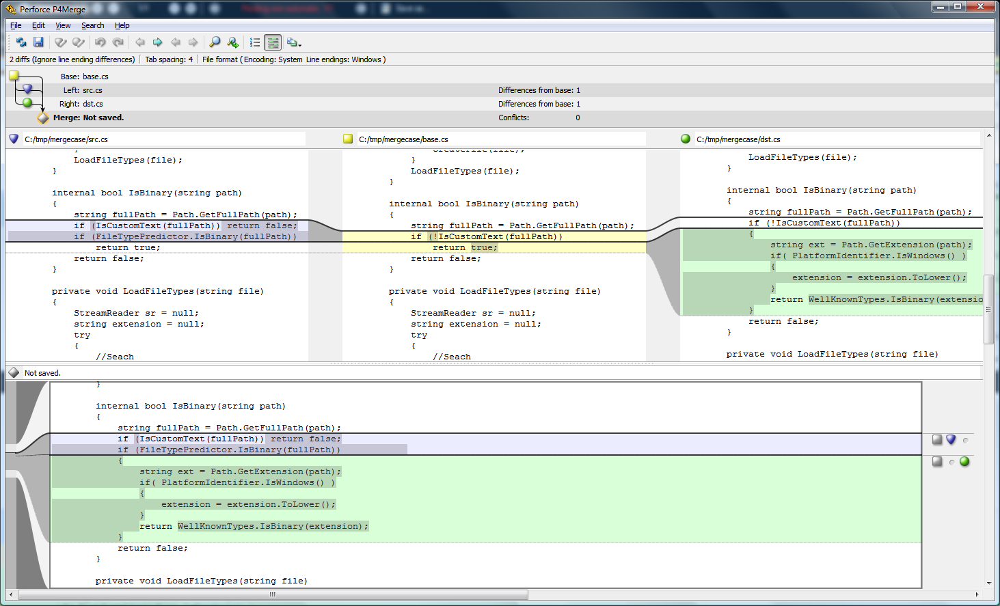 Perforce P4Merge
File Edit View Search Help
2 diffs (Ignore line ending differences) Tab spacing: 4 File format ( Encoding: System Line endings: Windows )
Base: base.cs
Left: src.cs Differences from base: 1
Right: dst.cs Differences from base: 1
Merge: Not saved. Conflicts: 0
C:/tmp/mergecase/src.cs
}
LoadFileTypes(file);
}
internal bool IsBinary(string path)
{
string fullPath = Path.GetFullPath(path);
if (IsCustomText(fullPath)) return false;
if (FileTypePredictor.IsBinary(fullPath))
return true;
return false;
}
private void LoadFileTypes(string file)
{
StreamReader sr = null;
string extension = null;
try
{
//Seach
C:/tmp/mergecase/base.cs
CreateFile(file);
}
LoadFileTypes(file);
}
internal bool IsBinary(string path)
{
string fullPath = Path.GetFullPath(path);
if (!IsCustomText(fullPath))
return true;
return false;
}
private void LoadFileTypes(string file)
{
StreamReader sr = null;
string extension = null;
try
{
//Seach
C:/tmp/mergecase/dst.cs
LoadFileTypes(file);
}
internal bool IsBinary(string path)
{
string fullPath = Path.GetFullPath(path);
if (!IsCustomText(fullPath))
{
string ext = Path.GetExtension(path);
if( PlatformIdentifier.IsWindows() )
{
extension = extension.ToLower();
}
return WellKnownTypes.IsBinary(extensio
}
return false;
}
private void LoadFileTypes(string file)
Not saved.
}
internal bool IsBinary(string path)
{
string fullPath = Path.GetFullPath(path);
if (IsCustomText(fullPath)) return false;
if (FileTypePredictor.IsBinary(fullPath))
{
string ext = Path.GetExtension(path);
if( PlatformIdentifier.IsWindows() )
{
extension = extension.ToLower();
}
return WellKnownTypes.IsBinary(extension);
}
return false;
}
private void LoadFileTypes(string file)